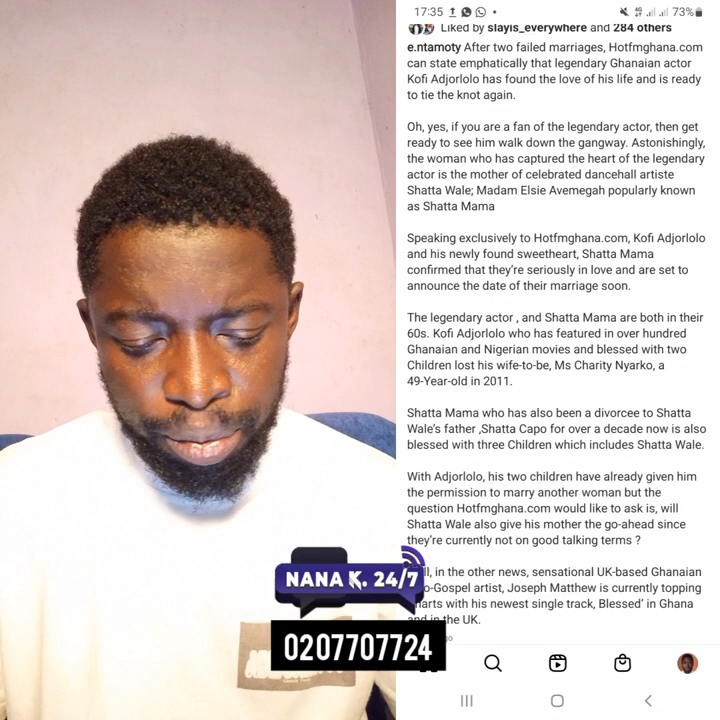 17:35
73%
Liked by slayis_everywhere and 284 others
e.ntamoty After two failed marriages, Hotfmghana.com
can state emphatically that legendary Ghanaian actor
Kofi Adjorlolo has found the love of his life and is ready
to tie the knot again.
Oh, yes, if you are a fan of the legendary actor, then get
ready to see him walk down the gangway. Astonishingly,
the woman who has captured the heart of the legendary
actor is the mother of celebrated dancehall artiste
Shatta Wale; Madam Elsie Avemegah popularly known
as Shatta Mama
Speaking exclusively to Hotfmghana.com, Kofi Adjorlolo
and his newly found sweetheart, Shatta Mama
confirmed that they're seriously in love and are set to
announce the date of their marriage soon.
The legendary actor , and Shatta Mama are both in their
60s. Kofi Adjorlolo who has featured in over hundred
Ghanaian and Nigerian movies and blessed with two
Children lost his wife-to-be, Ms Charity Nyarko, a
49-Year-old in 2011.
Shatta Mama who has also been a divorcee to Shatta
Wale's father ,Shatta Capo for over a decade now is also
blessed with three Children which includes Shatta Wale.
With Adjorlolo, his two children have already given him
the permission to marry another woman but the
question Hotfmghana.com would like to ask is, will
Shatta Wale also give his mother the go-ahead since
they're currently not on good talking terms ?
in the other news, sensational UK-based Ghanaian
-Gospel artist, Joseph Matthew is currently topping
charts with his newest single track, Blessed' in Ghana
and in the UK.
NANA K. 24/7
0207707724